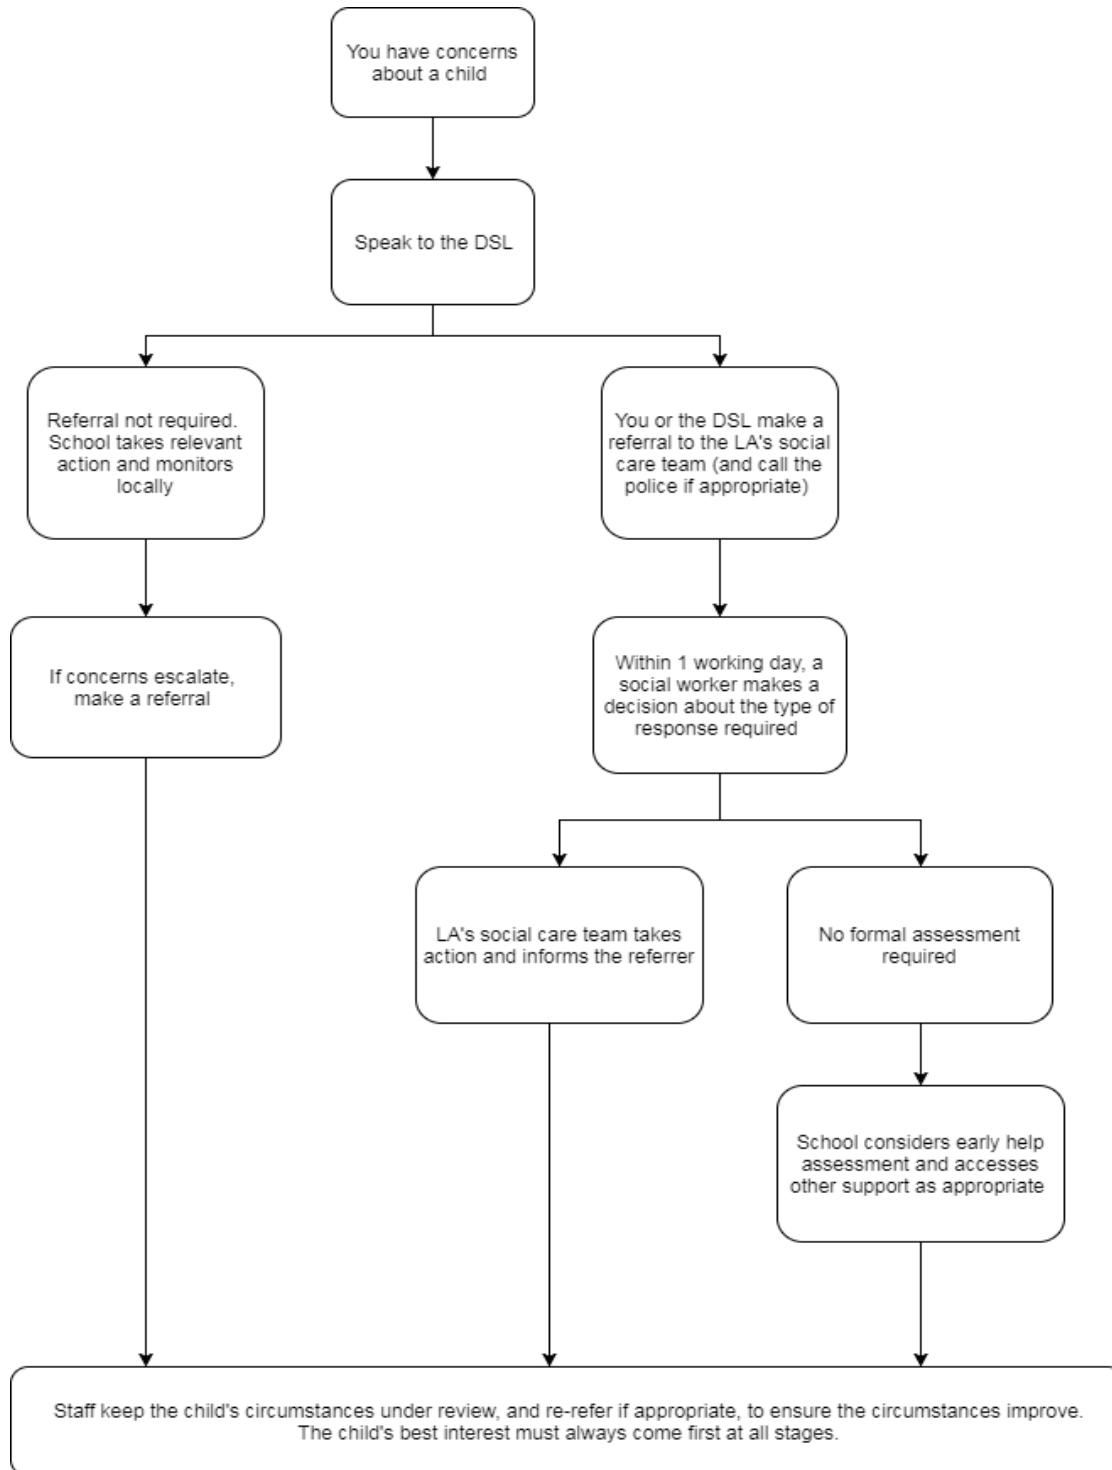 You have concerns
about a child
Speak to the DSL
Referral not required.
School takes relevant
action and monitors
locally
You or the DSL make a
referral to the LA's social
care team (and call the
police if appropriate)
If concerns escalate,
make a referral
Within 1 working day, a
social worker makes a
decision about the type of
response required
LA's social care team takes
action and informs the referrer
No formal assessment
required
School considers early help
assessment and accesses
other support as appropriate
Staff keep the child's circumstances under review, and re-refer if appropriate, to ensure the circumstances improve.
The child's best interest must always come first at all stages.